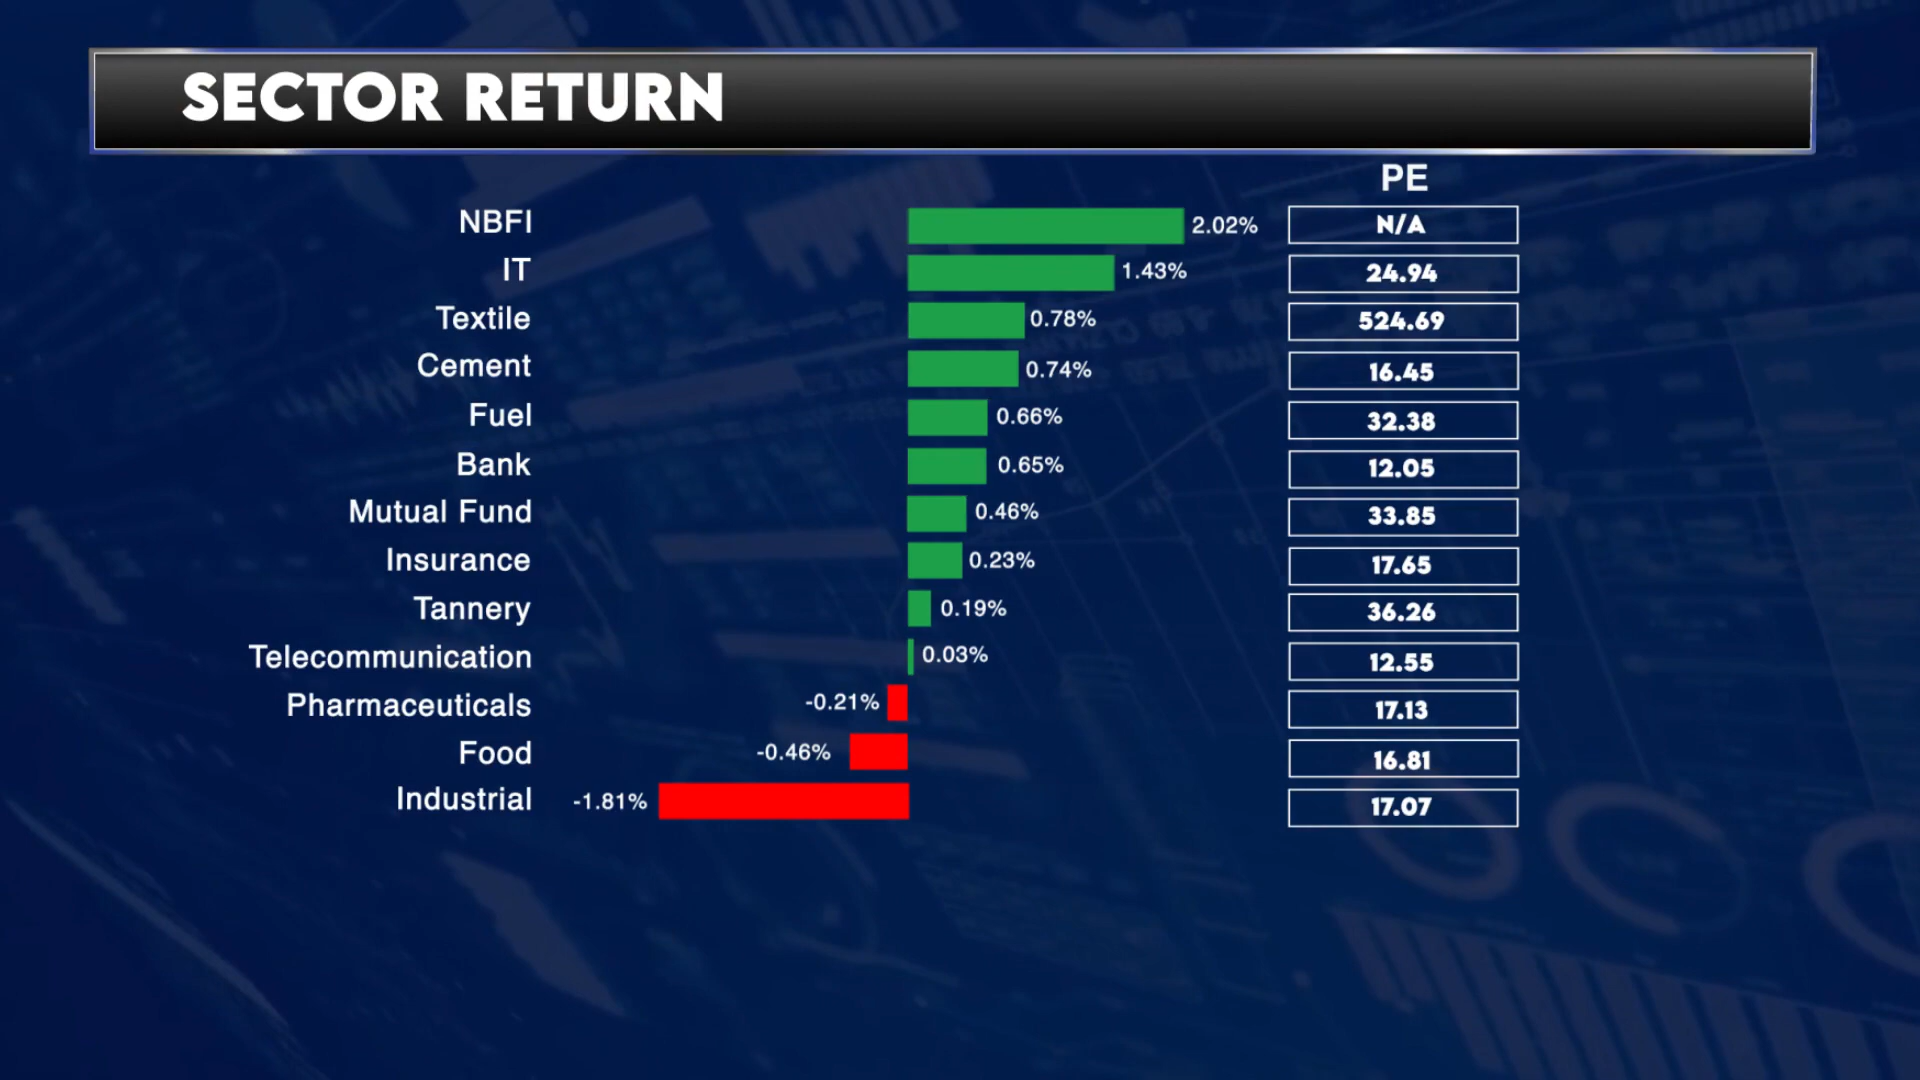 SECTOR RETURN
PE
NBFI 2.02% N/A
IT 1.43% 24.94
Textile 0.78% 524.69
Cement 0.74% 16.45
Fuel 0.66% 32.38
Bank 0.65% 12.05
Mutual Fund 0.46% 33.85
Insurance 0.23% 17.65
Tannery 0.19% 36.26
Telecommunication 0.03% 12.55
Pharmaceuticals -0.21% 17.13
Food -0.46% 16.81
Industrial -1.81% 17.07